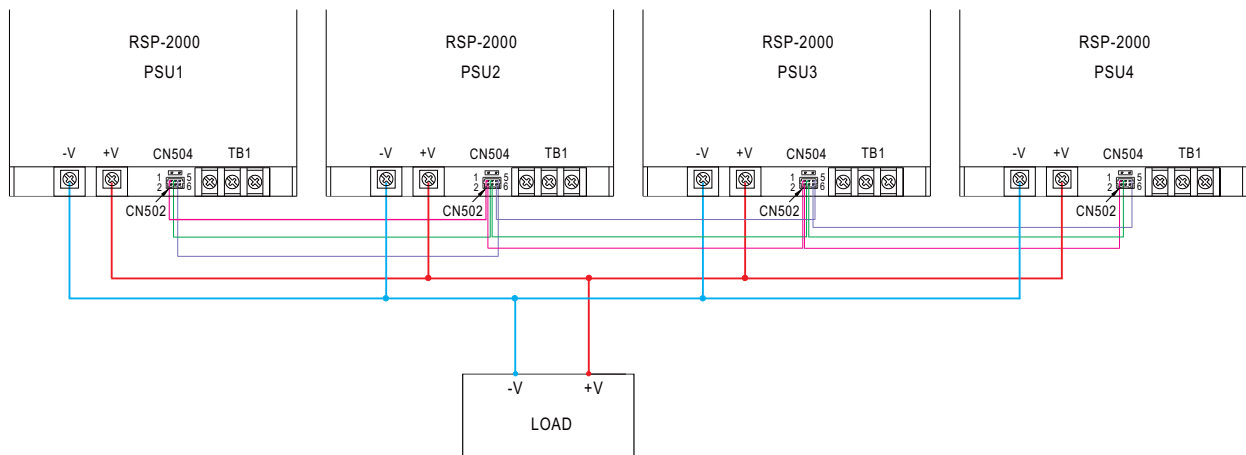 RSP-2000
PSU1
-V +V CN504 TB1
1 5
2 6
CN502
RSP-2000
PSU2
-V +V CN504 TB1
1 5
2 6
CN502
RSP-2000
PSU3
-V +V CN504 TB1
1 5
2 6
CN502
RSP-2000
PSU4
-V +V CN504 TB1
1 5
2 6
CN502
-V +V
LOAD